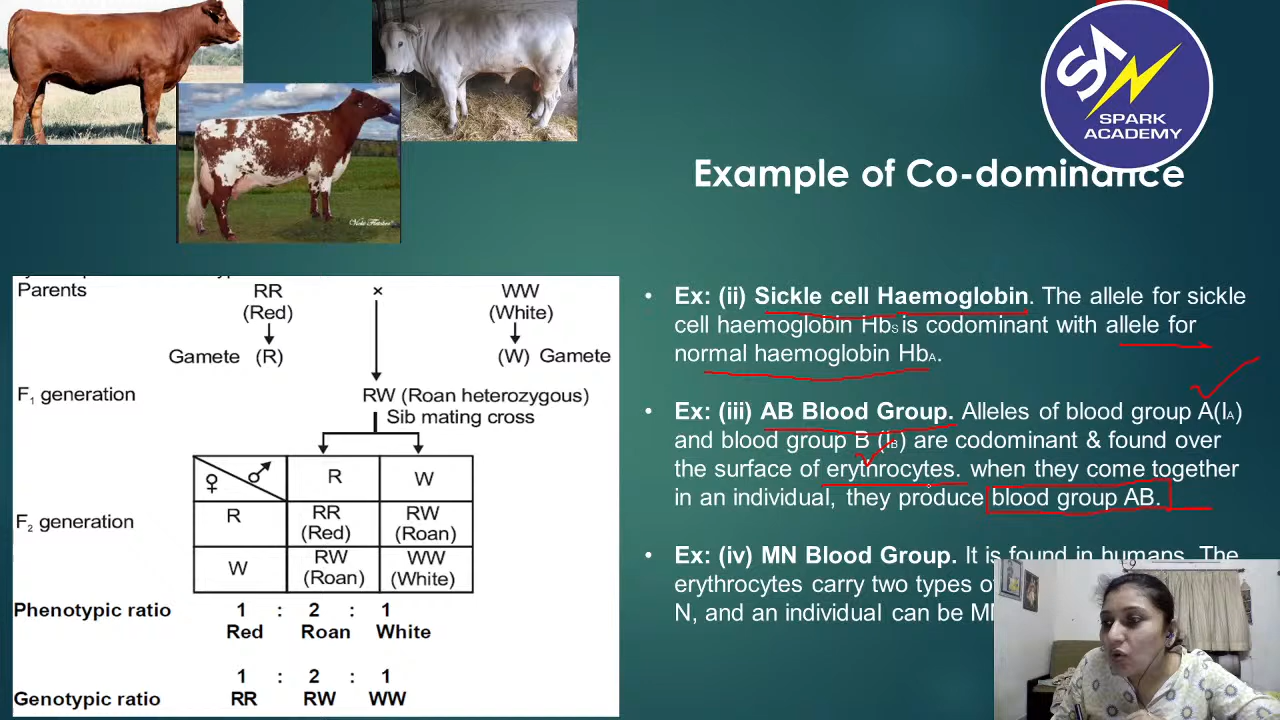 SPARK
ACADEMY
Example of Co-dominance
Parents RR × WW
(Red) (White)
Gamete (R) (W) Gamete
F₁ generation RW (Roan heterozygous)
Sib mating cross
♀ ♂ R W
F₂ generation R RR RW
(Red) (Roan)
W RW WW
(Roan) (White)
Phenotypic ratio 1 : 2 : 1
Red Roan White
1 : 2 : 1
Genotypic ratio RR RW WW
• Ex: (ii) Sickle cell Haemoglobin. The allele for sickle
cell haemoglobin HbS is codominant with allele for
normal haemoglobin HbA.
• Ex: (iii) AB Blood Group. Alleles of blood group A(IA)
and blood group B (IB) are codominant & found over
the surface of erythrocytes. when they come together
in an individual, they produce blood group AB.
• Ex: (iv) MN Blood Group. It is found in humans. The
erythrocytes carry two types
N, and an individual can be